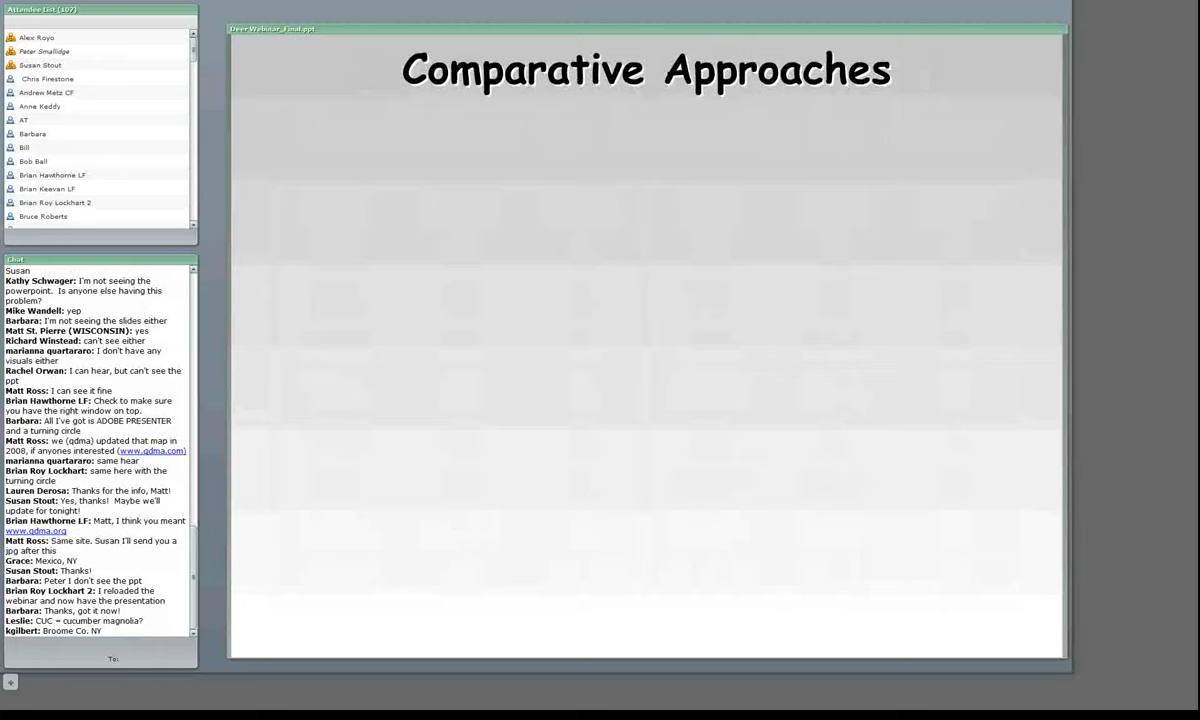 Attendee List (107)
Alex Royo
Peter Smallidge
Susan Stout
Chris Firestone
Andrew Metz CF
Anne Keddy
AT
Barbara
Bill
Bob Ball
Brian Hawthorne LF
Brian Keevan LF
Brian Roy Lockhart 2
Bruce Roberts
Chat
Susan
Kathy Schwager: I'm not seeing the
powerpoint. Is anyone else having this
problem?
Mike Wandell: yep
Barbara: I'm not seeing the slides either
Matt St. Pierre (WISCONSIN): yes
Richard Winstead: can't see either
marianna quartararo: I don't have any
visuals either
Rachel Orwan: I can hear, but can't see the
ppt
Matt Ross: I can see it fine
Brian Hawthorne LF: Check to make sure
you have the right window on top.
Barbara: All I've got is ADOBE PRESENTER
and a turning circle
Matt Ross: we (qdma) updated that map in
2008, if anyones interested (www.qdma.com)
marianna quartararo: same hear
Brian Roy Lockhart: same here with the
turning circle
Lauren Derosa: Thanks for the info, Matt!
Susan Stout: Yes, thanks! Maybe we'll
update for tonight!
Brian Hawthorne LF: Matt, I think you meant
www.qdma.org
Matt Ross: Same site. Susan I'll send you a
jpg after this
Grace: Mexico, NY
Susan Stout: Thanks!
Barbara: Peter I don't see the ppt
Brian Roy Lockhart 2: I reloaded the
webinar and now have the presentation
Barbara: Thanks, got it now!
Leslie: CUC = cucumber magnolia?
kgilbert: Broome Co. NY
To:
Deer Webinar_Final.ppt
Comparative Approaches